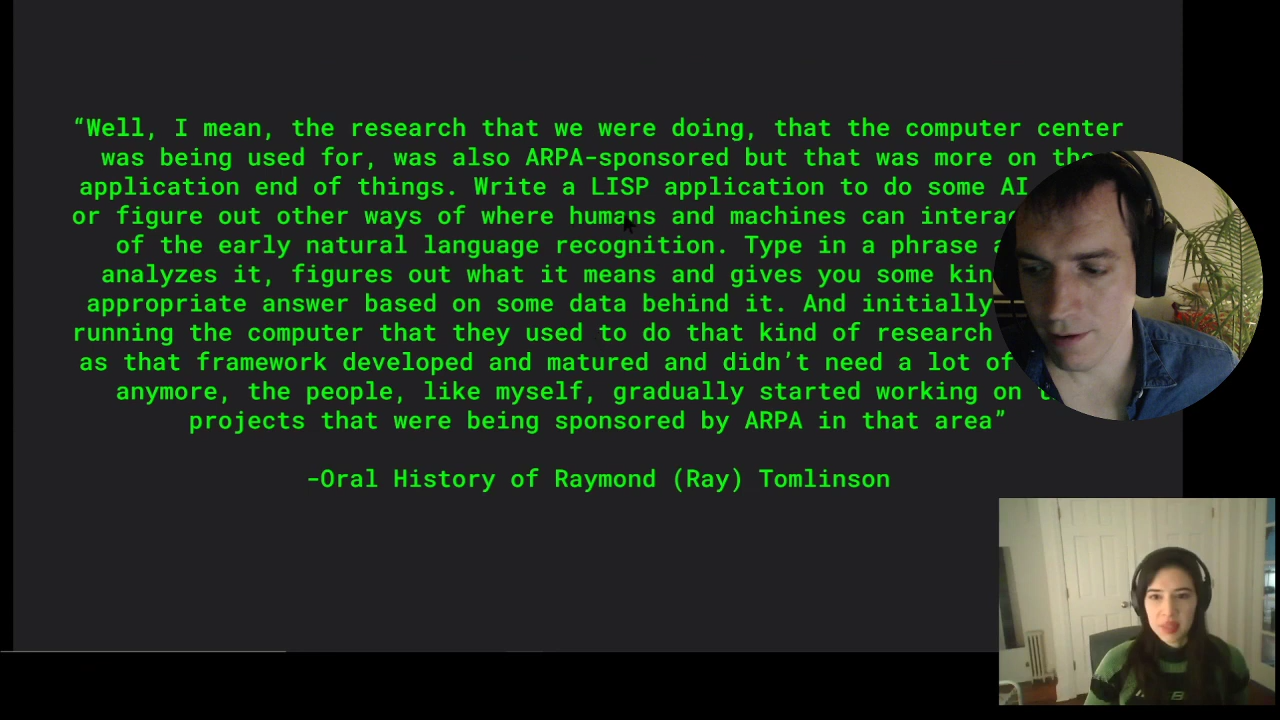 “Well, I mean, the research that we were doing, that the computer center
was being used for, was also ARPA-sponsored but that was more on the
application end of things. Write a LISP application to do some AI
or figure out other ways of where humans and machines can
of the early natural language recognition. Type in a phrase
analyzes it, figures out what it means and gives you some
appropriate answer based on some data behind it. And initially
running the computer that they used to do that kind of research
as that framework developed and matured and didn’t need a lot of
anymore, the people, like myself, gradually started working on
projects that were being sponsored by ARPA in that area”
-Oral History of Raymond (Ray) Tomlinson